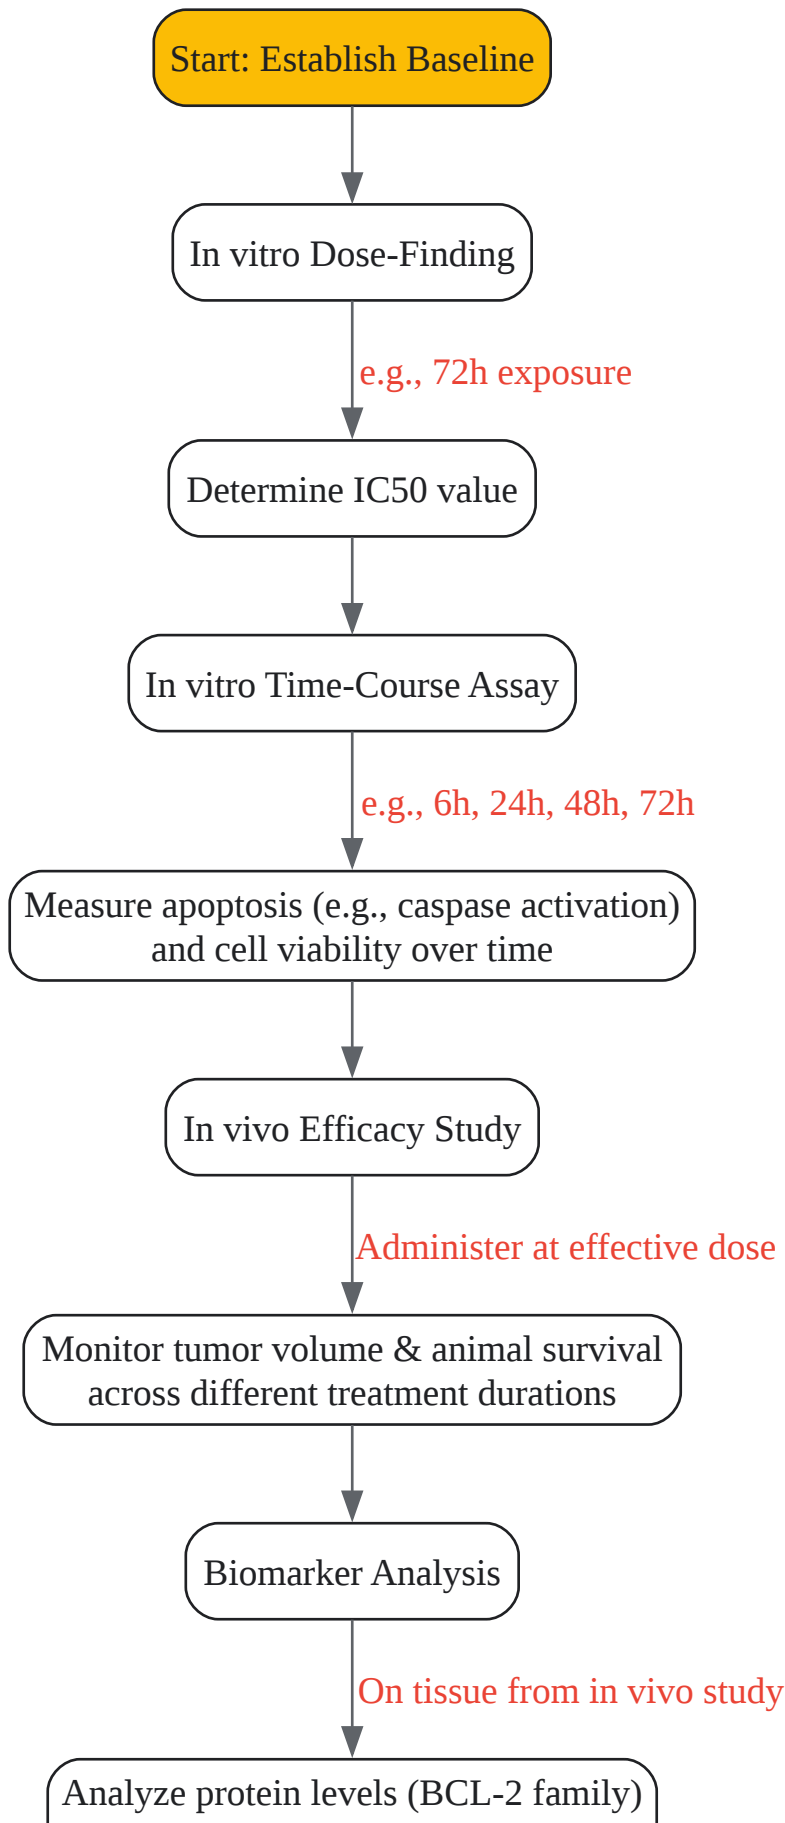 Start: Establish Baseline
In vitro Dose-Finding
e.g., 72h exposure
Determine IC50 value
In vitro Time-Course Assay
e.g., 6h, 24h, 48h, 72h
Measure apoptosis (e.g., caspase activation)
and cell viability over time
In vivo Efficacy Study
Administer at effective dose
Monitor tumor volume & animal survival
across different treatment durations
Biomarker Analysis
On tissue from in vivo study
Analyze protein levels (BCL-2 family)